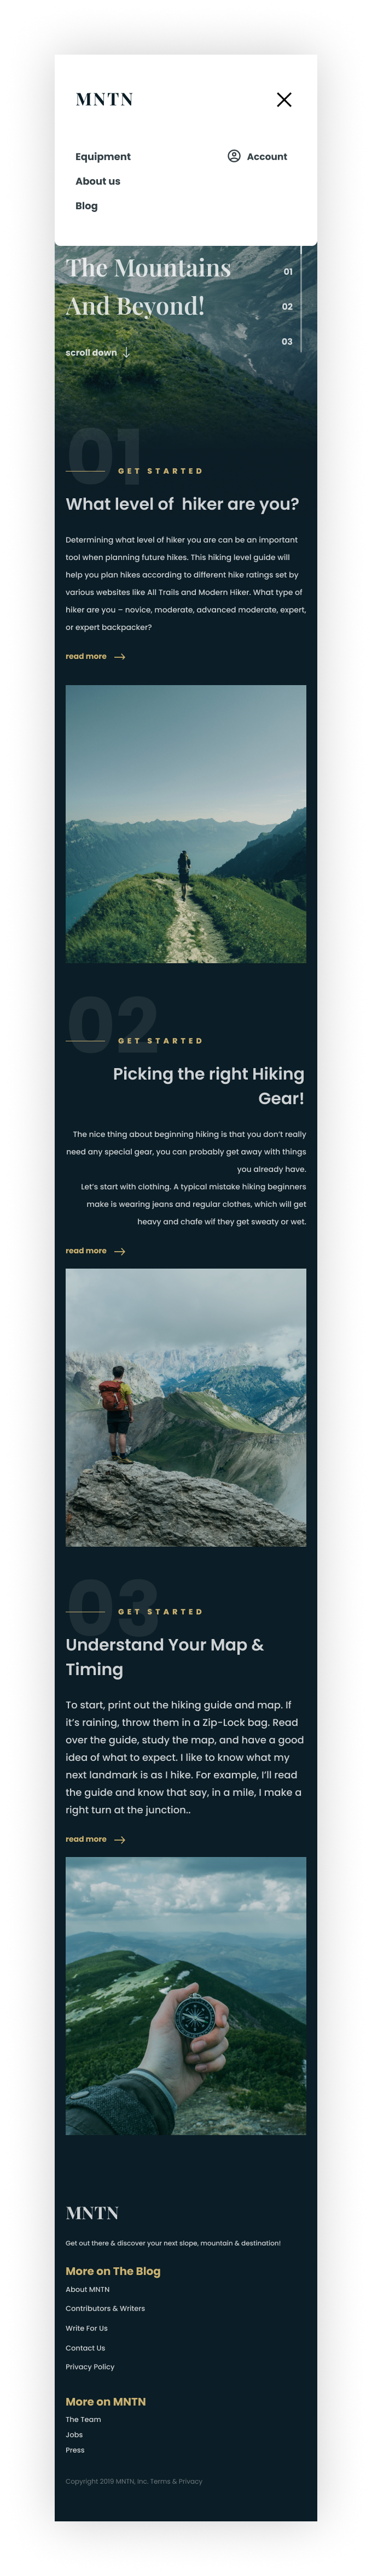 MNTN
Equipment
Account
About us
Blog
The Mountains
And Beyond!
01
02
03
scroll down
01
GET STARTED
What level of hiker are you?
Determining what level of hiker you are can be an important
tool when planning future hikes. This hiking level guide will
help you plan hikes according to different hike ratings set by
various websites like All Trails and Modern Hiker. What type of
hiker are you – novice, moderate, advanced moderate, expert,
or expert backpacker?
read more
02
GET STARTED
Picking the right Hiking
Gear!
The nice thing about beginning hiking is that you don't really
need any special gear, you can probably get away with things
you already have.
Let's start with clothing. A typical mistake hiking beginners
make is wearing jeans and regular clothes, which will get
heavy and chafe wif they get sweaty or wet.
read more
03
GET STARTED
Understand Your Map &
Timing
To start, print out the hiking guide and map. If
it's raining, throw them in a Zip-Lock bag. Read
over the guide, study the map, and have a good
idea of what to expect. I like to know what my
next landmark is as I hike. For example, I'll read
the guide and know that say, in a mile, I make a
right turn at the junction..
read more
MNTN
Get out there & discover your next slope, mountain & destination!
More on The Blog
About MNTN
Contributors & Writers
Write For Us
Contact Us
Privacy Policy
More on MNTN
The Team
Jobs
Press
Copyright 2019 MNTN, Inc. Terms & Privacy